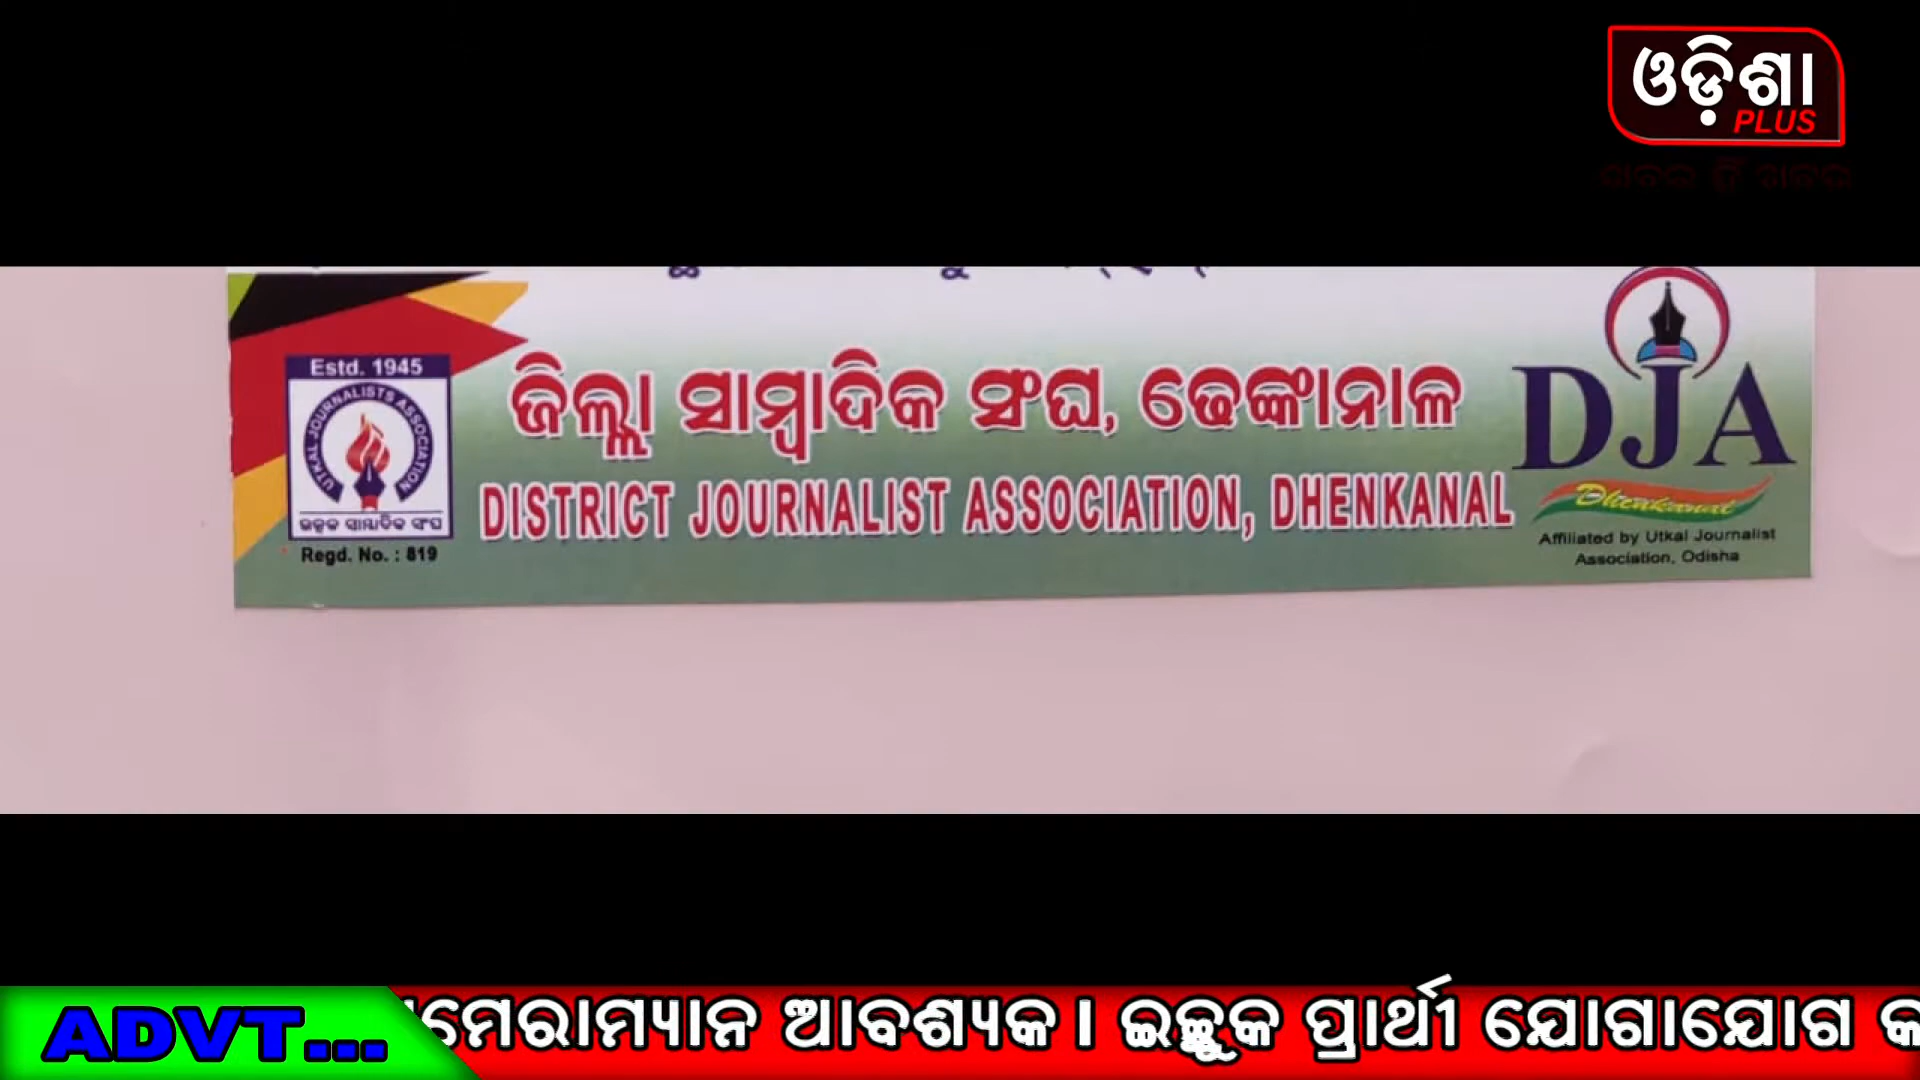 ଓଡ଼ିଶା
PLUS
Estd. 1945
UTKAL JOURNALISTS ASSOCIATION
ଉତ୍କଳ ସାମ୍ବାଦିକ ସଂଘ
Regd. No. : 819
ଜିଲ୍ଲା ସାମ୍ବାଦିକ ସଂଘ, ଢେଙ୍କାନାଳ
DISTRICT JOURNALIST ASSOCIATION, DHENKANAL
DJA
Dhenkanal
Affiliated by Utkal Journalist
Association, Odisha
ADVT...
ମେରାମ୍ୟାନ ଆବଶ୍ୟକ। ଇଚ୍ଛୁକ ପ୍ରାର୍ଥୀ ଯୋଗାଯୋଗ କ